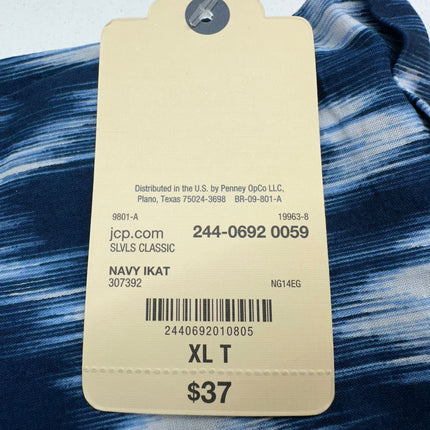 Distributed in the U.S. by Penney OpCo LLC,
Plano, Texas 75024-3698 BR-09-801-A
9801-A 19963-8
jcp.com 244-0692 0059
SLVLS CLASSIC
NAVY IKAT
307392 NG14EG
2440692010805
XL T
$37